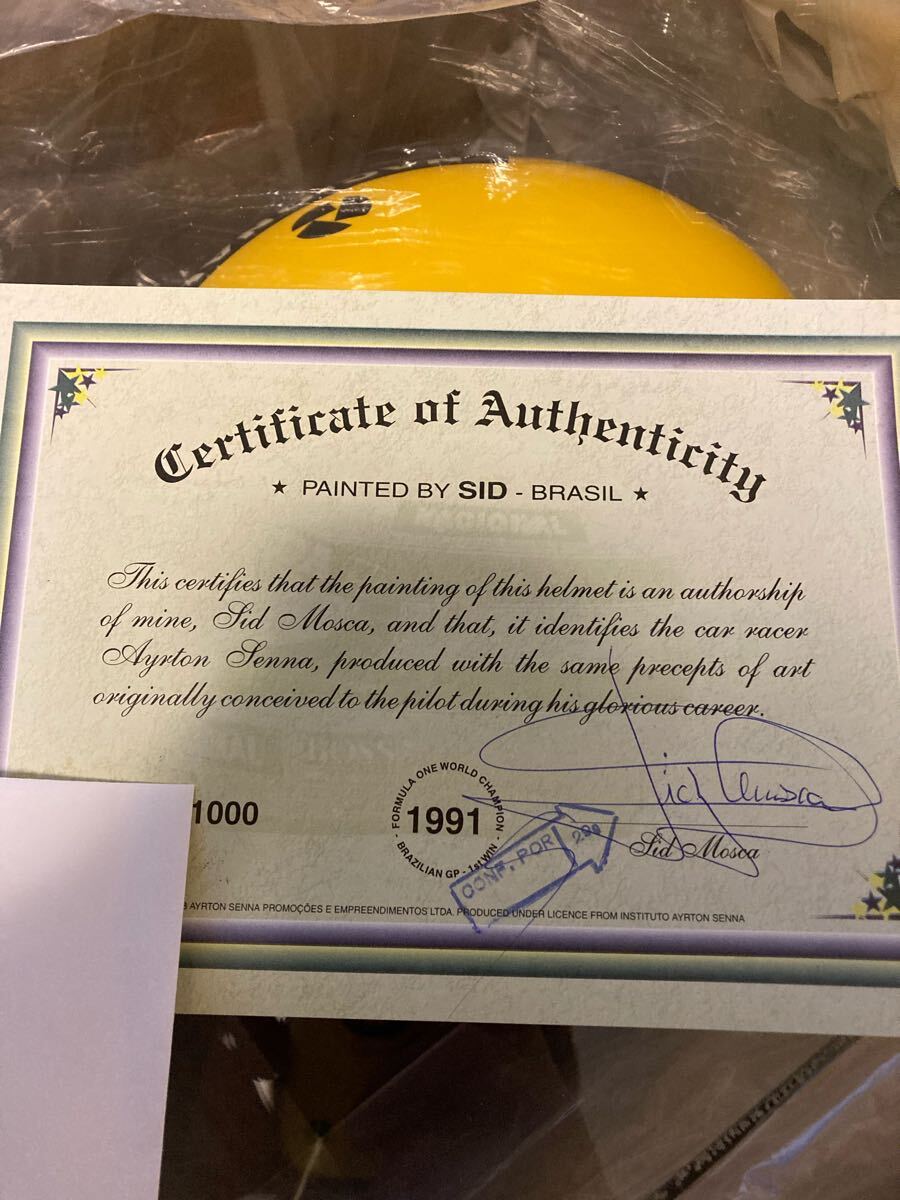 Certificate of Authenticity
★ PAINTED BY SID - BRASIL ★
This certifies that the painting of this helmet is an authorship
of mine, Sid Mosca, and that, it identifies the car racer
Ayrton Senna, produced with the same precepts of art
originally conceived to the pilot during his glorious career.
1000
FORMULA ONE WORLD CHAMPION
1991
- BRAZILIAN GP - 1st WIN -
CONF. POR
Sid Mosca
AYRTON SENNA PROMOÇÕES E EMPREENDIMENTOS LTDA. PRODUCED UNDER LICENCE FROM INSTITUTO AYRTON SENNA